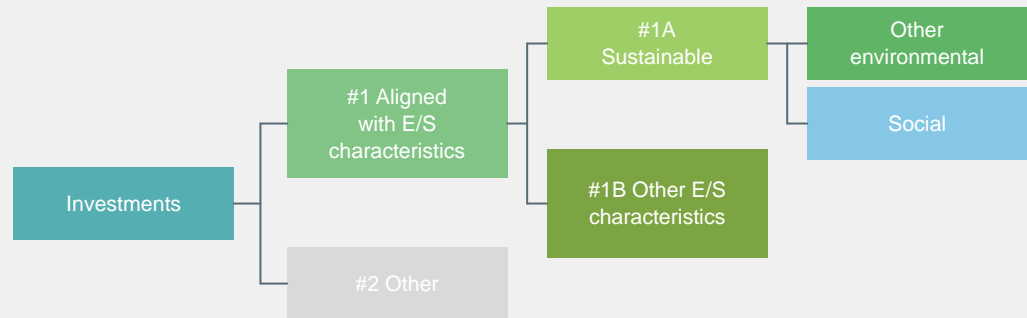 #1A
Sustainable
Other
environmental
#1 Aligned
with E/S
characteristics
Social
Investments
#1B Other E/S
characteristics
#2 Other